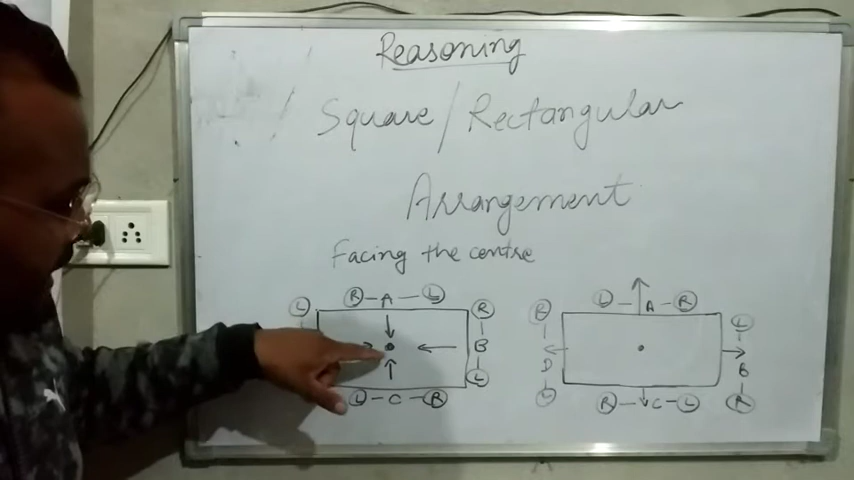 Reasoning
Square/Rectangular
Arrangement
Facing the centre
L R - A - L R
B
L - C - R L
L - A - R
R L
D B
L R
R - C - L